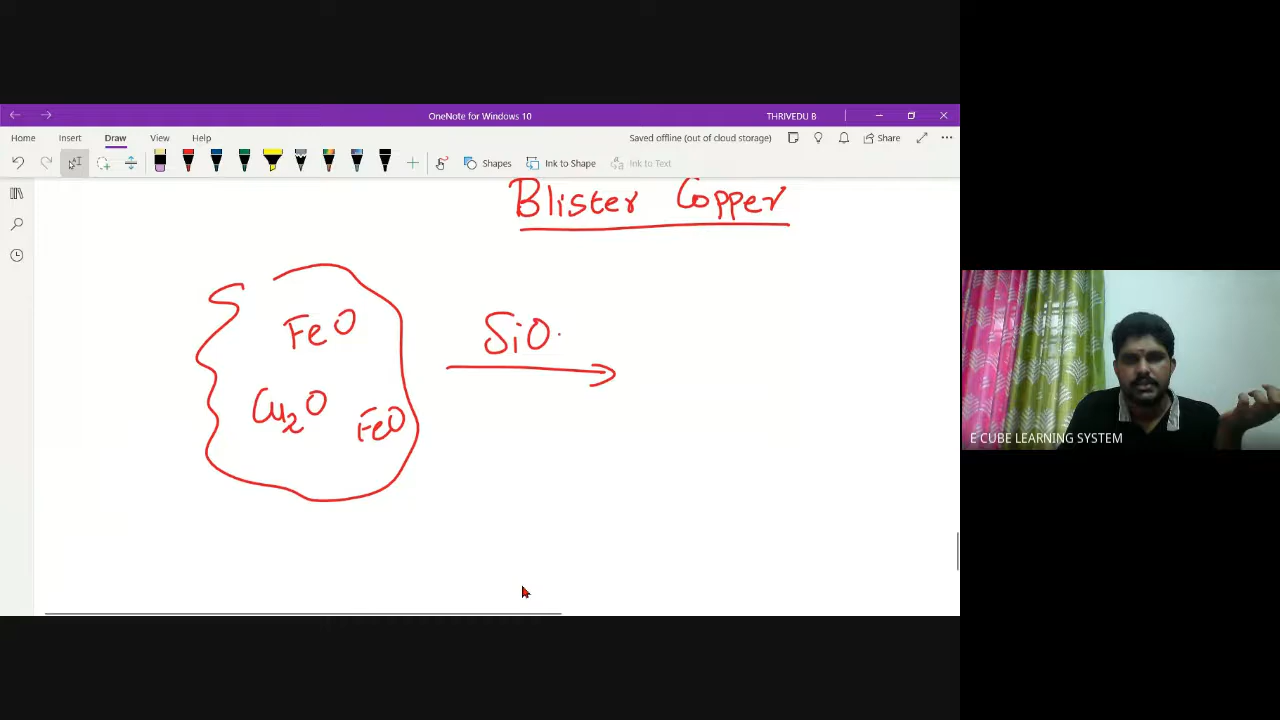 OneNote for Windows 10
THRIVEDU B
Home Insert Draw View Help
Saved offline (out of cloud storage)
Share
Shapes
Ink to Shape
Ink to Text
Blister Copper
FeO
SiO
Cu2O
FeO
E CUBE LEARNING SYSTEM